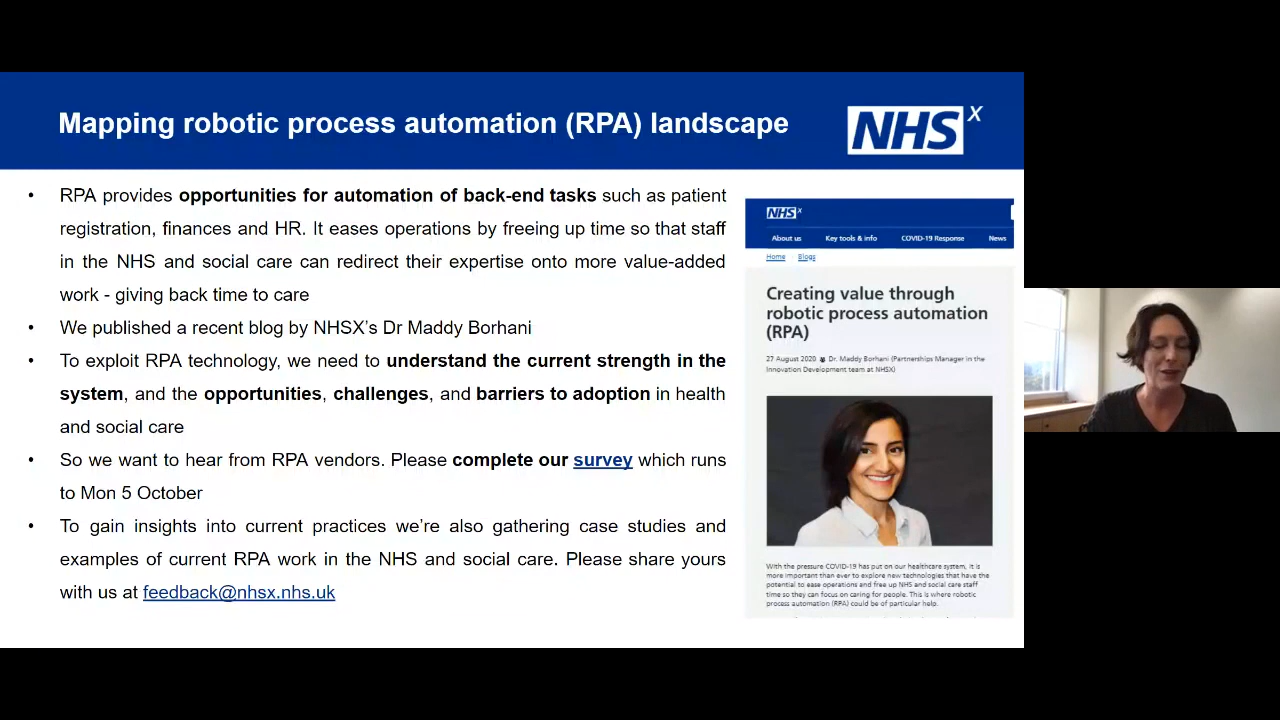 Mapping robotic process automation (RPA) landscape
NHSX
• RPA provides opportunities for automation of back-end tasks such as patient
registration, finances and HR. It eases operations by freeing up time so that staff
in the NHS and social care can redirect their expertise onto more value-added
work - giving back time to care
• We published a recent blog by NHSX's Dr Maddy Borhani
• To exploit RPA technology, we need to understand the current strength in the
system, and the opportunities, challenges, and barriers to adoption in health
and social care
• So we want to hear from RPA vendors. Please complete our survey which runs
to Mon 5 October
• To gain insights into current practices we're also gathering case studies and
examples of current RPA work in the NHS and social care. Please share yours
with us at feedback@nhsx.nhs.uk
NHSX
About us Key tools & info COVID-19 Response News
Home Blogs
Creating value through
robotic process automation
(RPA)
27 August 2020 Dr. Maddy Borhani (Partnerships Manager in the
Innovation Development team at NHSX)
With the pressure COVID-19 has put on our healthcare system, it is
more important than ever to explore new technologies that have the
potential to ease operations and free up NHS and social care staff
time so they can focus on caring for people. This is where robotic
process automation (RPA) could be of particular help.